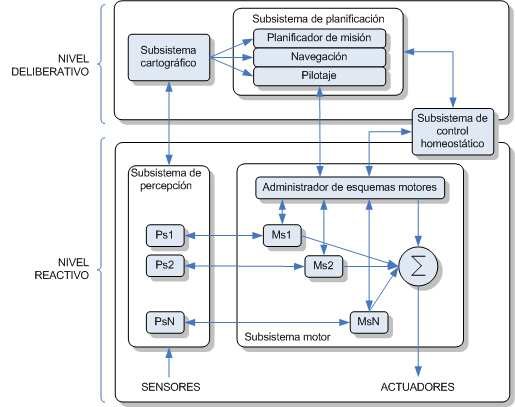 Subsistema de planificación
Planificador de misión
Navegación
Pilotaje
Subsistema
cartográfico
NIVEL
DELIBERATIVO
Subsistema de
control
homeostático
Subsistema de
percepción
Administrador de esquemas motores
Ps1
Ms1
Ps2
Ms2
Σ
NIVEL
REACTIVO
PsN
MsN
Subsistema motor
SENSORES
ACTUADORES